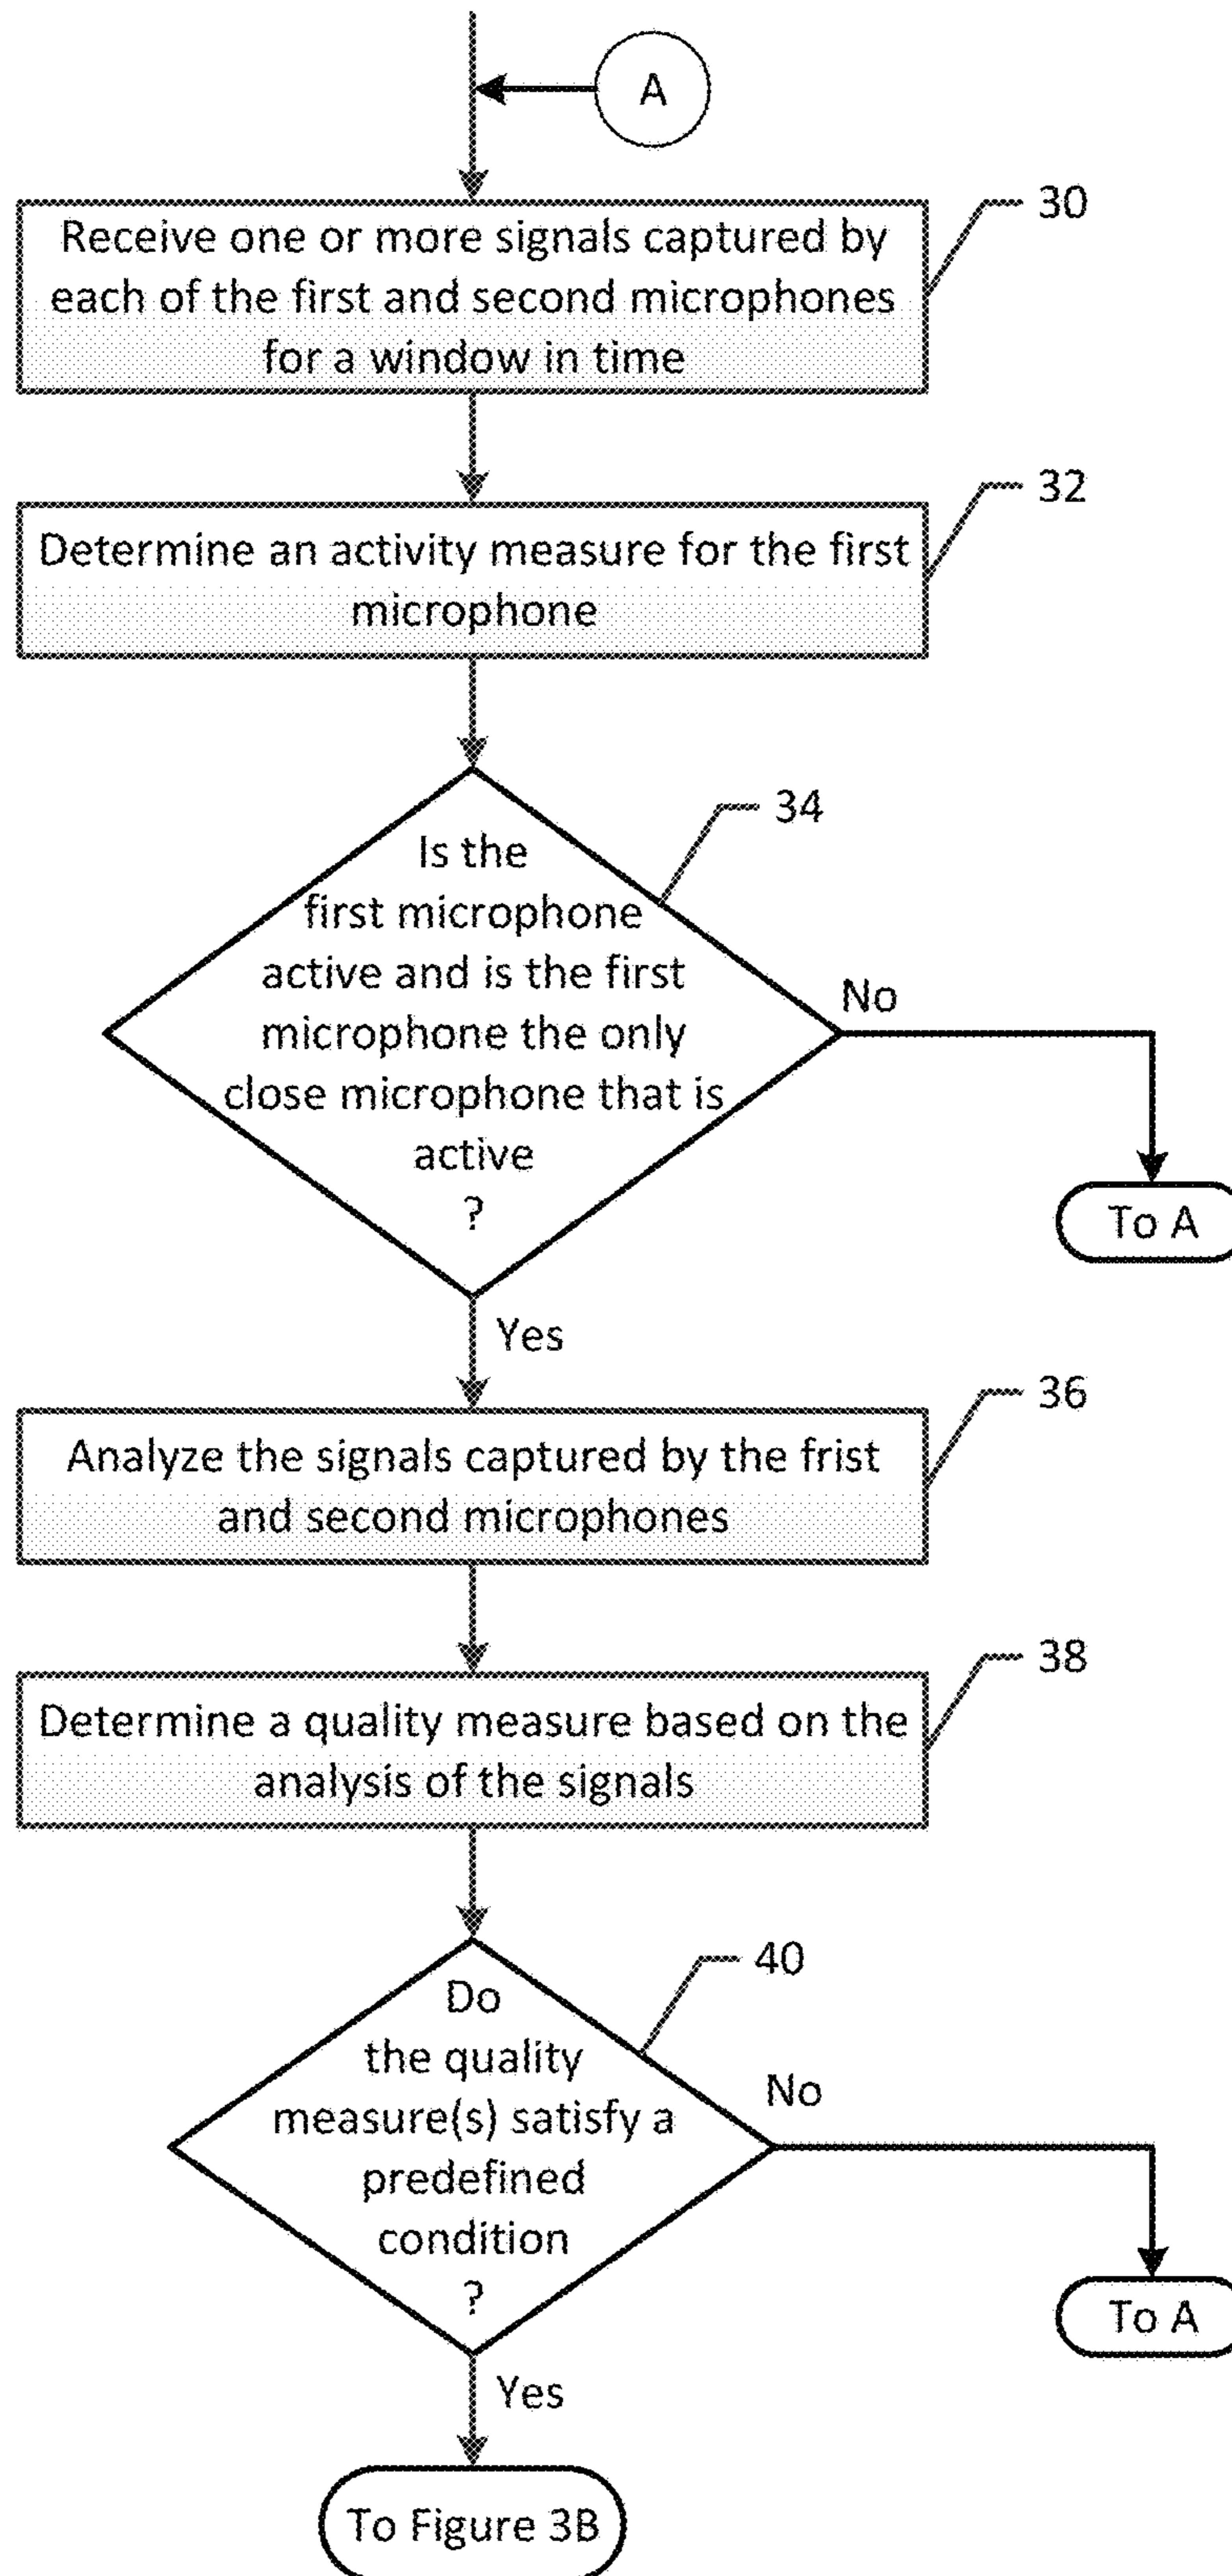 A
30
Receive one or more signals captured by
each of the first and second microphones
for a window in time
32
Determine an activity measure for the first
microphone
34
Is the
first microphone
active and is the first
microphone the only
close microphone that is
active
?
No
To A
Yes
36
Analyze the signals captured by the frist
and second microphones
38
Determine a quality measure based on the
analysis of the signals
40
Do
the quality
measure(s) satisfy a
predefined
condition
?
No
To A
Yes
To Figure 3B